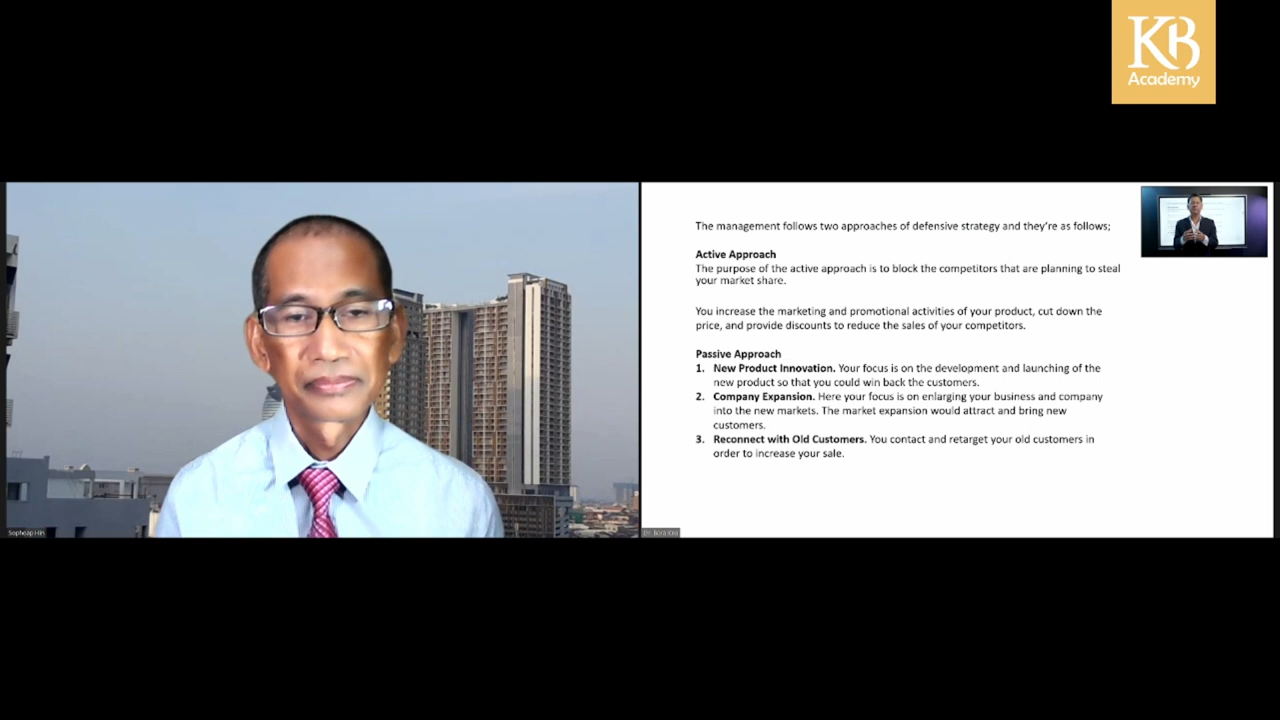 KB
Academy
The management follows two approaches of defensive strategy and they're as follows;
Active Approach
The purpose of the active approach is to block the competitors that are planning to steal
your market share.
You increase the marketing and promotional activities of your product, cut down the
price, and provide discounts to reduce the sales of your competitors.
Passive Approach
1. New Product Innovation. Your focus is on the development and launching of the
new product so that you could win back the customers.
2. Company Expansion. Here your focus is on enlarging your business and company
into the new markets. The market expansion would attract and bring new
customers.
3. Reconnect with Old Customers. You contact and retarget your old customers in
order to increase your sale.
Sopheap Hin